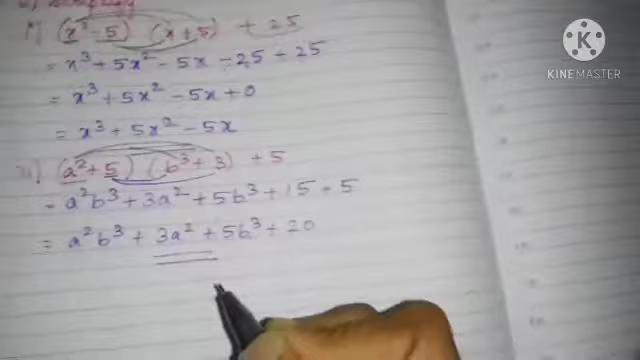 i) (x² - 5) (x + 5) + 25
= x³ + 5x² - 5x - 25 + 25
= x³ + 5x² - 5x + 0
= x³ + 5x² - 5x
ii) (a² + 5) (b³ + 3) + 5
= a²b³ + 3a² + 5b³ + 15 + 5
= a²b³ + 3a² + 5b³ + 20
KINEMASTER